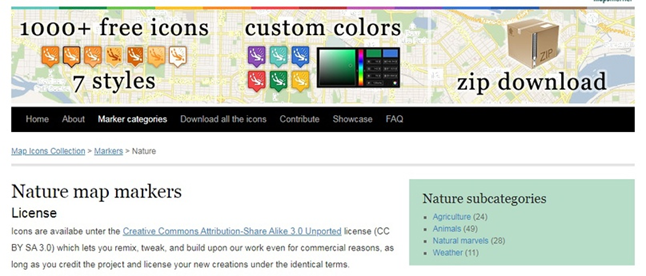 1000+ free icons
7 styles
custom colors
ZIP
zip download
Home About Marker categories Download all the icons Contribute Showcase FAQ
Map Icons Collection > Markers > Nature
Nature map markers
License
Icons are availabe unter the Creative Commons Attribution-Share Alike 3.0 Unported license (CC
BY SA 3.0) which lets you remix, tweak, and build upon our work even for commercial reasons, as
long as you credit the project and license your new creations under the identical terms.
Nature subcategories
Agriculture (24)
Animals (49)
Natural marvels (28)
Weather (11)